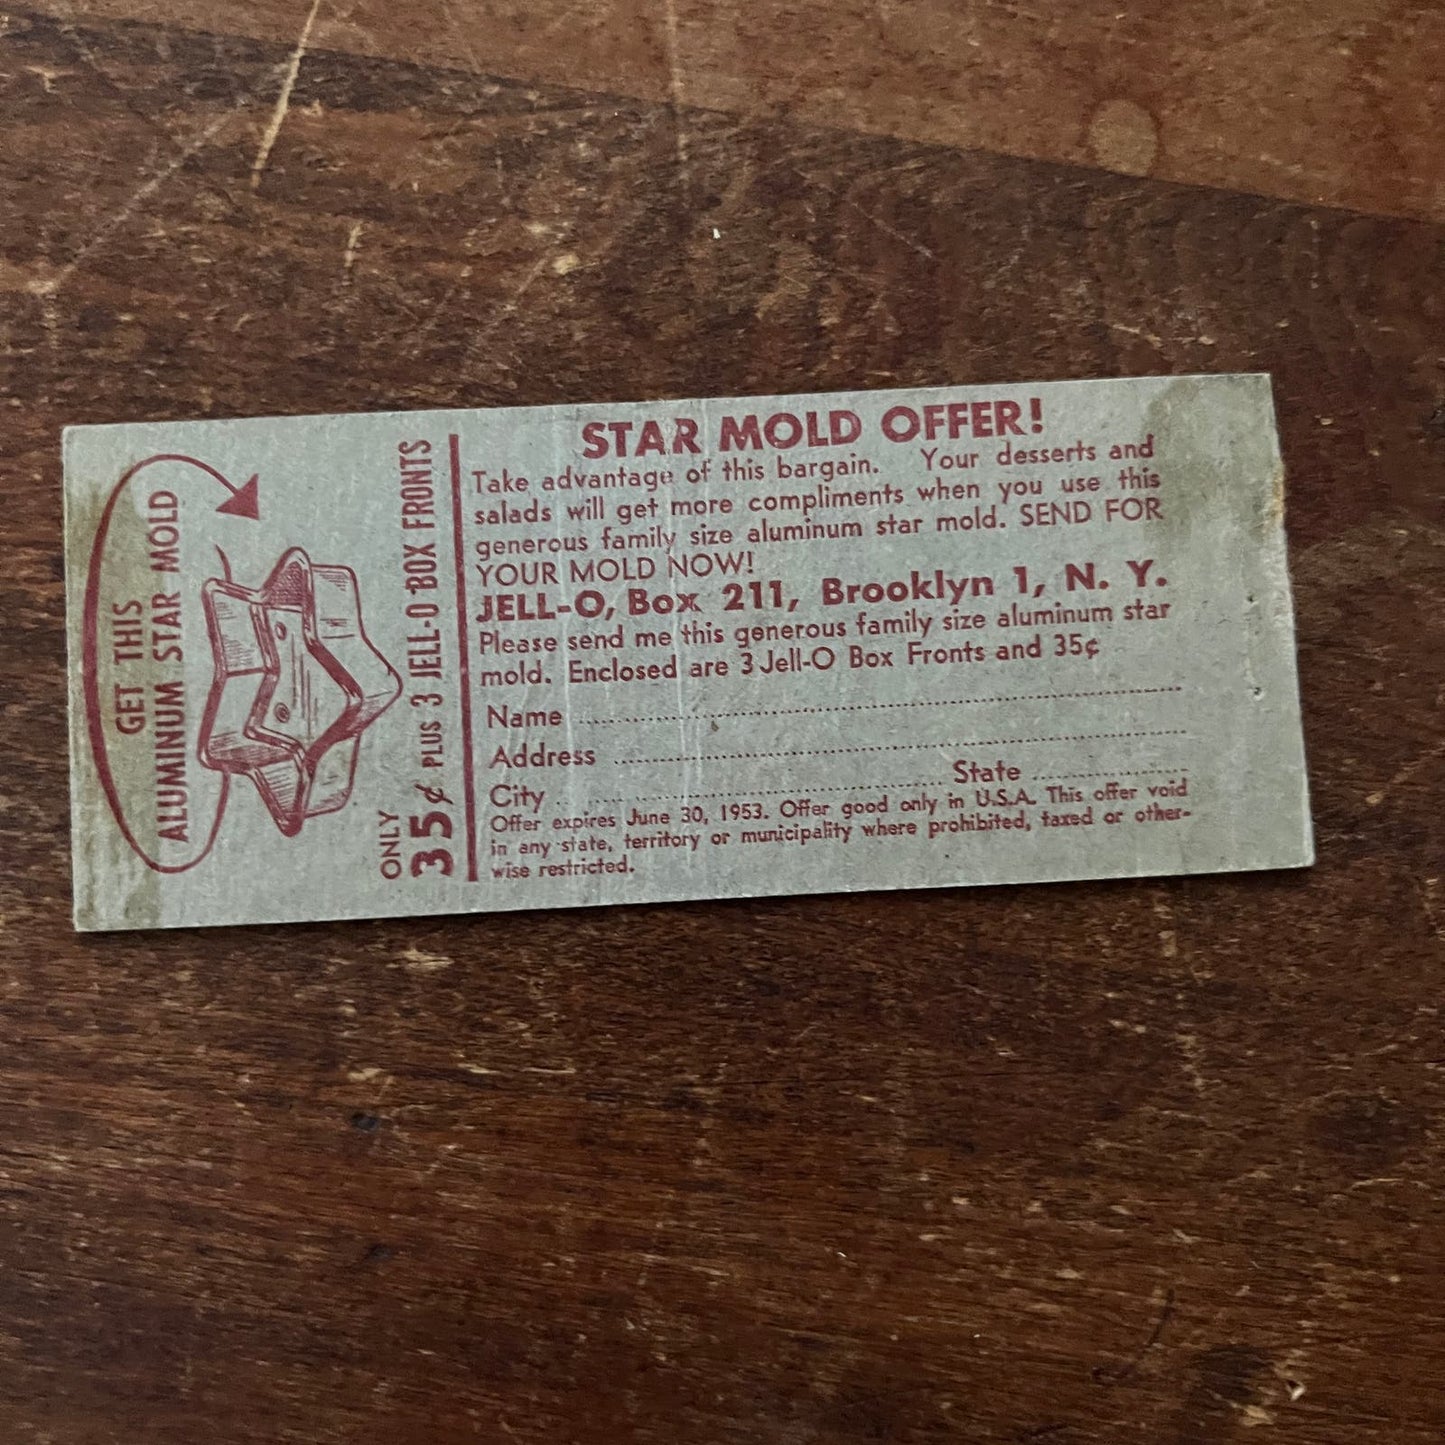 GET THIS
ALUMINUM STAR MOLD
ONLY
35¢ PLUS 3 JELL-O BOX FRONTS
STAR MOLD OFFER!
Take advantage of this bargain. Your desserts and
salads will get more compliments when you use this
generous family size aluminum star mold. SEND FOR
YOUR MOLD NOW!
JELL-O, Box 211, Brooklyn 1, N. Y.
Please send me this generous family size aluminum star
mold. Enclosed are 3 Jell-O Box Fronts and 35¢
Name
Address
City State
Offer expires June 30, 1953. Offer good only in U.S.A. This offer void
in any state, territory or municipality where prohibited, taxed or other-
wise restricted.